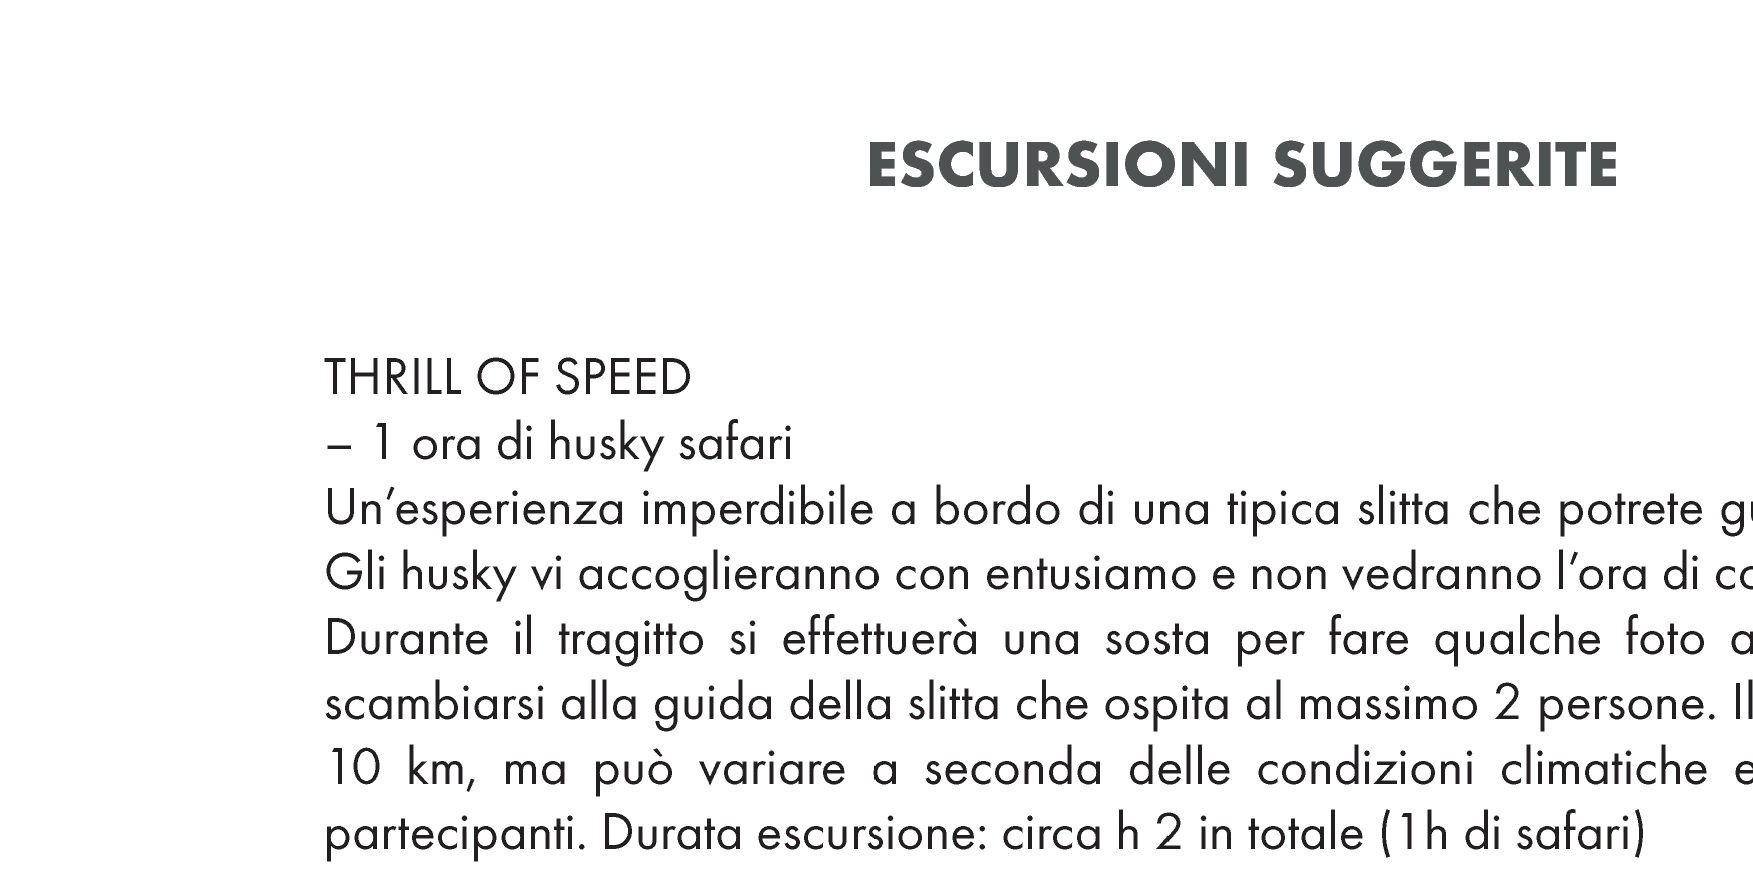 ESCURSIONI SUGGERITE
THRILL OF SPEED
– 1 ora di husky safari
Un’esperienza imperdibile a bordo di una tipica slitta che potrete
Gli husky vi accoglieranno con entusiamo e non vedranno l’ora di
Durante il tragitto si effettuerà una sosta per fare qualche foto
scambiarsi alla guida della slitta che ospita al massimo 2 persone. Il
10 km, ma può variare a seconda delle condizioni climatiche e
partecipanti. Durata escursione: circa h 2 in totale (1h di safari)